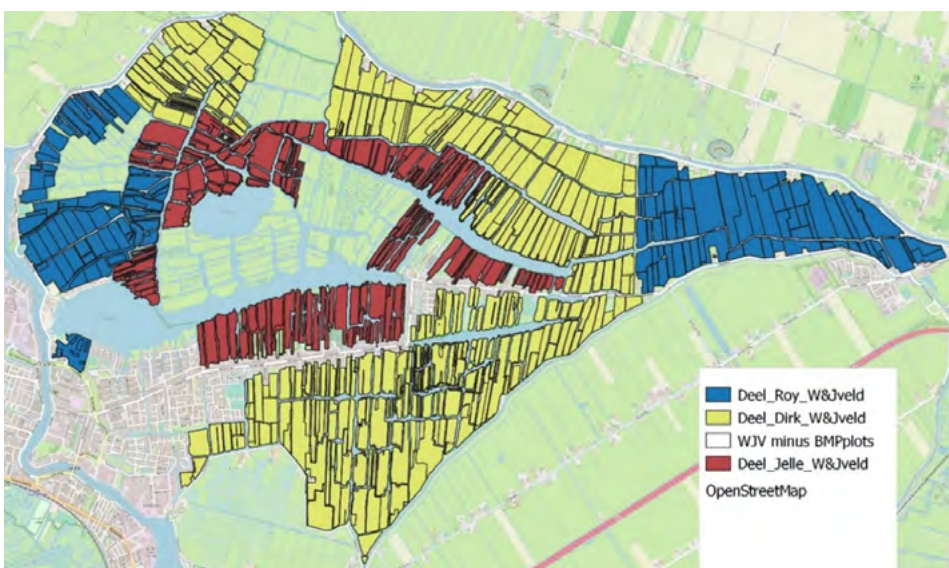 Deel_Roy_W&Jveld
Deel_Dirk_W&Jveld
WJV minus BMPplots
Deel_Jelle_W&Jveld
OpenStreetMap